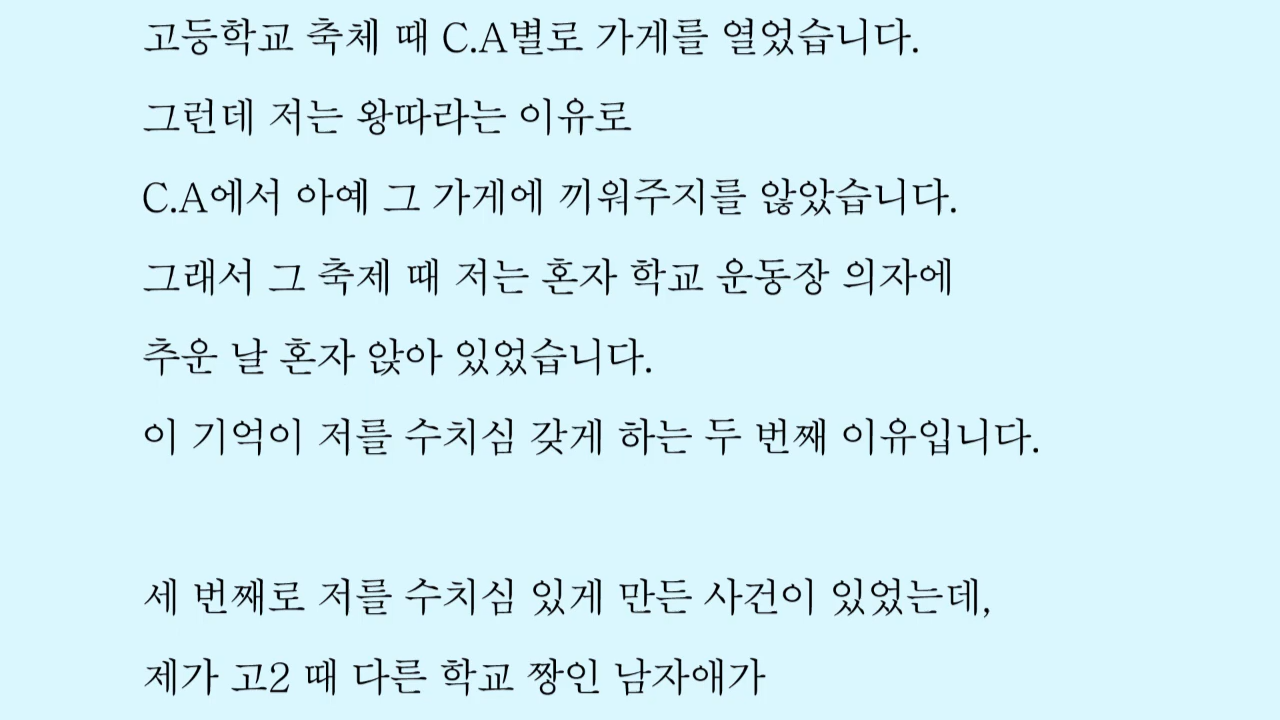 고등학교 축체 때 C.A별로 가게를 열었습니다.
그런데 저는 왕따라는 이유로
C.A에서 아예 그 가게에 끼워주지를 않았습니다.
그래서 그 축제 때 저는 혼자 학교 운동장 의자에
추운 날 혼자 앉아 있었습니다.
이 기억이 저를 수치심 갖게 하는 두 번째 이유입니다.
세 번째로 저를 수치심 있게 만든 사건이 있었는데,
제가 고2 때 다른 학교 짱인 남자애가